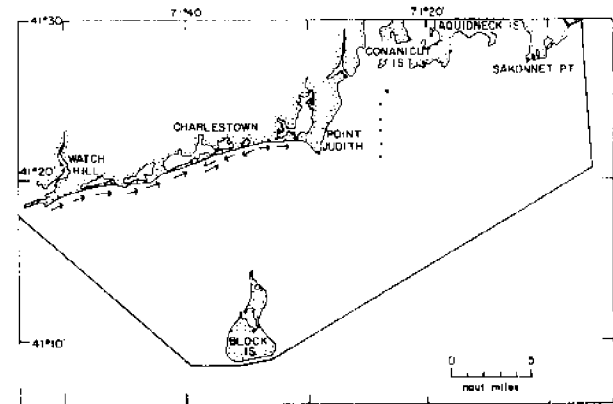 71°40
71°20'
41°30
AQUIDNECK IS
CONANICUT
IS
SAKONNET PT
CHARLESTOWN
POINT
JUDITH
WATCH
HILL
41°20'
41°10'
BLOCK
IS
0 5
naut miles